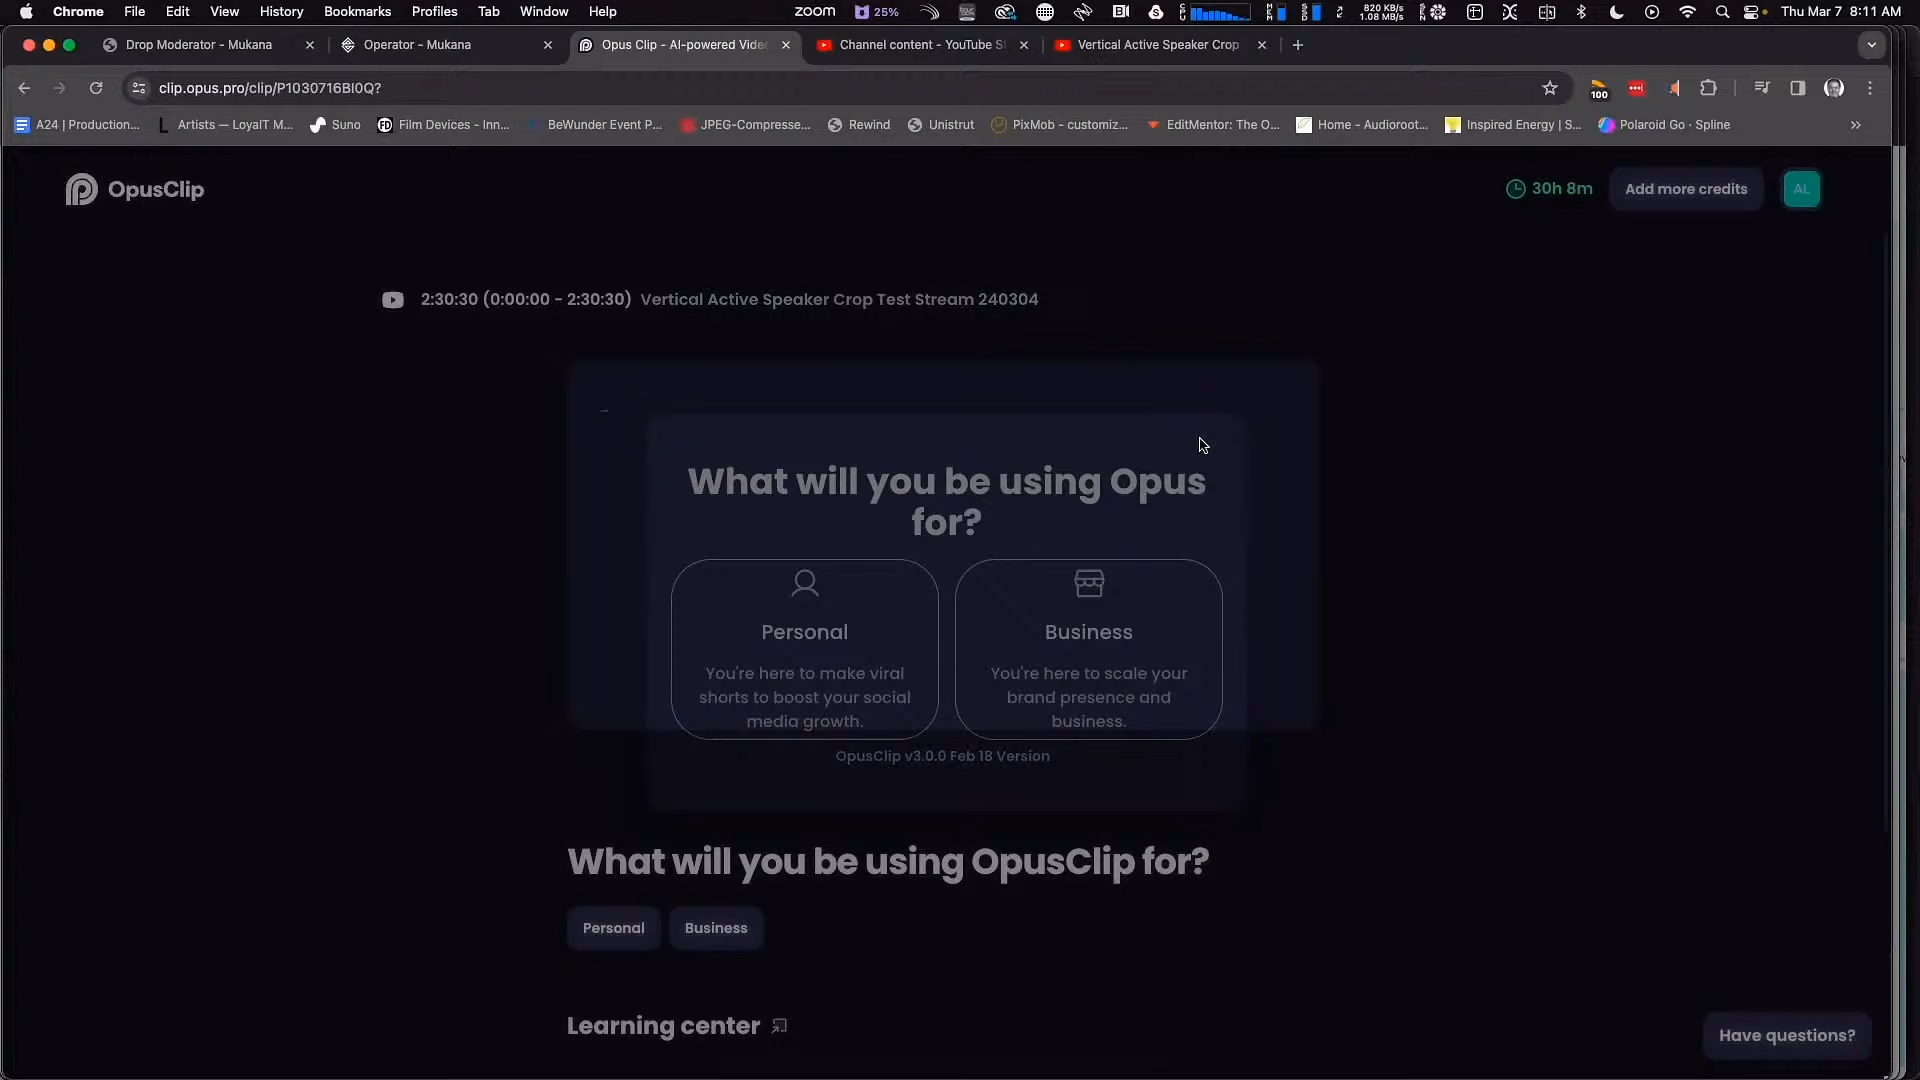 Chrome File Edit View History Bookmarks Profiles Tab Window Help
zoom 25% 820 KB/s 1.08 MB/s Thu Mar 7 8:11 AM
Drop Moderator - Mukana
Operator - Mukana
Opus Clip - AI-powered Vide
Channel content - YouTube S
Vertical Active Speaker Crop
clip.opus.pro/clip/P1030716BI0Q?
100
A24 | Production...
Artists — LoyalT M...
Suno
Film Devices - Inn...
BeWunder Event P...
JPEG-Compresse...
Rewind
Unistrut
PixMob - customiz...
EditMentor: The O...
Home - Audioroot...
Inspired Energy | S...
Polaroid Go · Spline
OpusClip
30h 8m
Add more credits
AL
2:30:30 (0:00:00 - 2:30:30) Vertical Active Speaker Crop Test Stream 240304
What will you be using Opus
for?
Personal
You're here to make viral
shorts to boost your social
media growth.
Business
You're here to scale your
brand presence and
business.
OpusClip v3.0.0 Feb 18 Version
What will you be using OpusClip for?
Personal
Business
Learning center
Have questions?